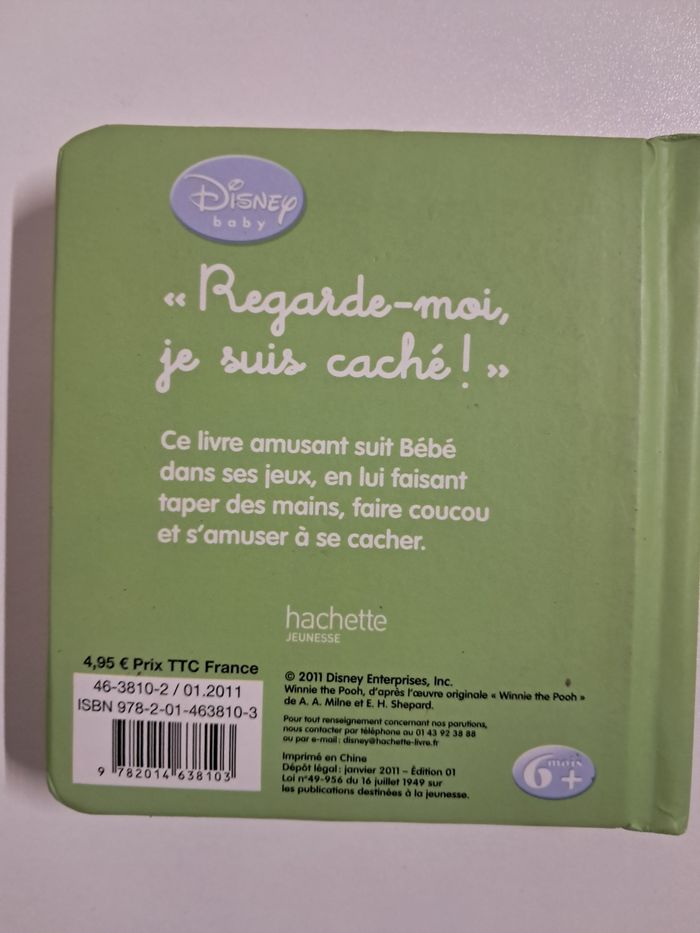 Disney
baby
« Regarde-moi,
je suis caché ! »
Ce livre amusant suit Bébé
dans ses jeux, en lui faisant
taper des mains, faire coucou
et s'amuser à se cacher.
hachette
JEUNESSE
4,95 € Prix TTC France
46-3810-2 / 01.2011
ISBN 978-2-01-463810-3
9 782014 638103
© 2011 Disney Enterprises, Inc.
Winnie the Pooh, d'après l'œuvre originale « Winnie the Pooh »
de A. A. Milne et E. H. Shepard.
Pour tout renseignement concernant nos parutions,
nous contacter par téléphone au 01 43 92 38 88
ou par e-mail : disney@hachette-livre.fr
Imprimé en Chine
Dépôt légal : janvier 2011 – Édition 01
Loi n°49-956 du 16 juillet 1949 sur
les publications destinées à la jeunesse.
6 mois +